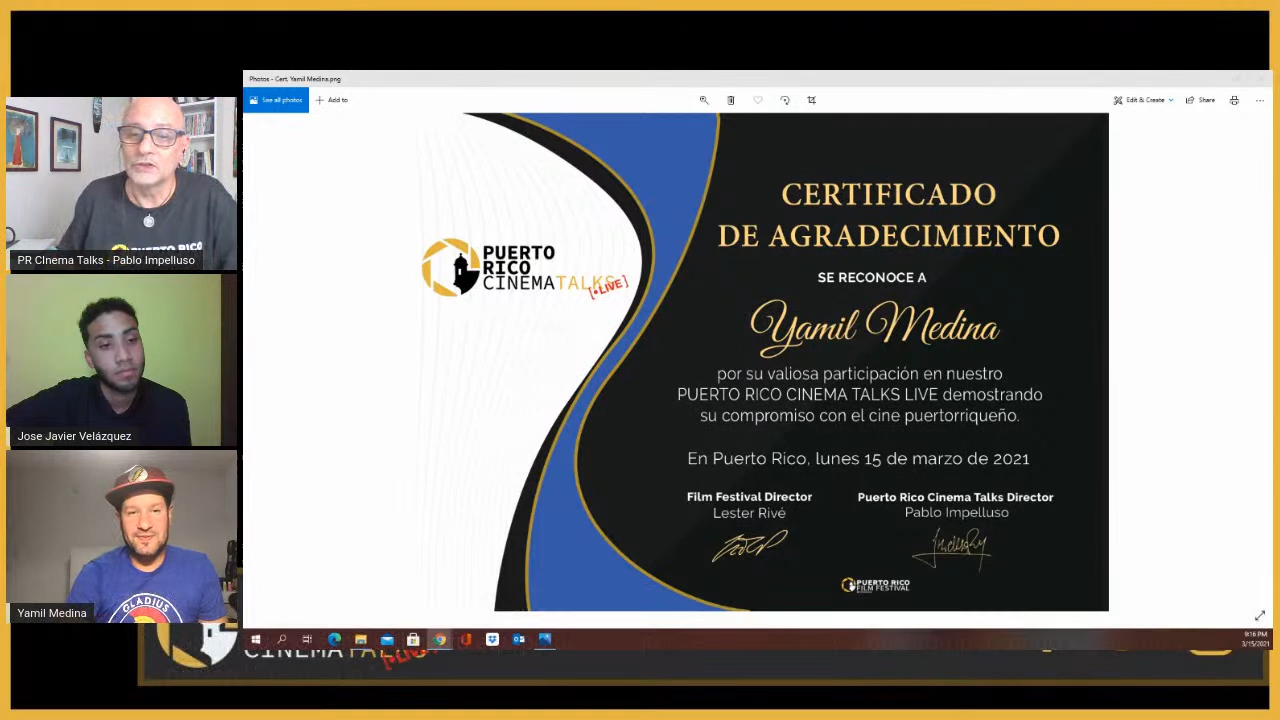 Photos - Cert. Yamil Medina.png
See all photos
Add to
Edit & Create
Share
PUERTO RICO
PR CInema Talks - Pablo Impelluso
Jose Javier Velázquez
GLADIUS
Yamil Medina
PUERTO
RICO
CINEMATALKS
[•LIVE]
CERTIFICADO
DE AGRADECIMIENTO
SE RECONOCE A
Yamil Medina
por su valiosa participación en nuestro
PUERTO RICO CINEMA TALKS LIVE demostrando
su compromiso con el cine puertorriqueño.
En Puerto Rico, lunes 15 de marzo de 2021
Film Festival Director
Lester Rivé
Puerto Rico Cinema Talks Director
Pablo Impelluso
PUERTO RICO
FILM FESTIVAL
9:16 PM
3/15/2021